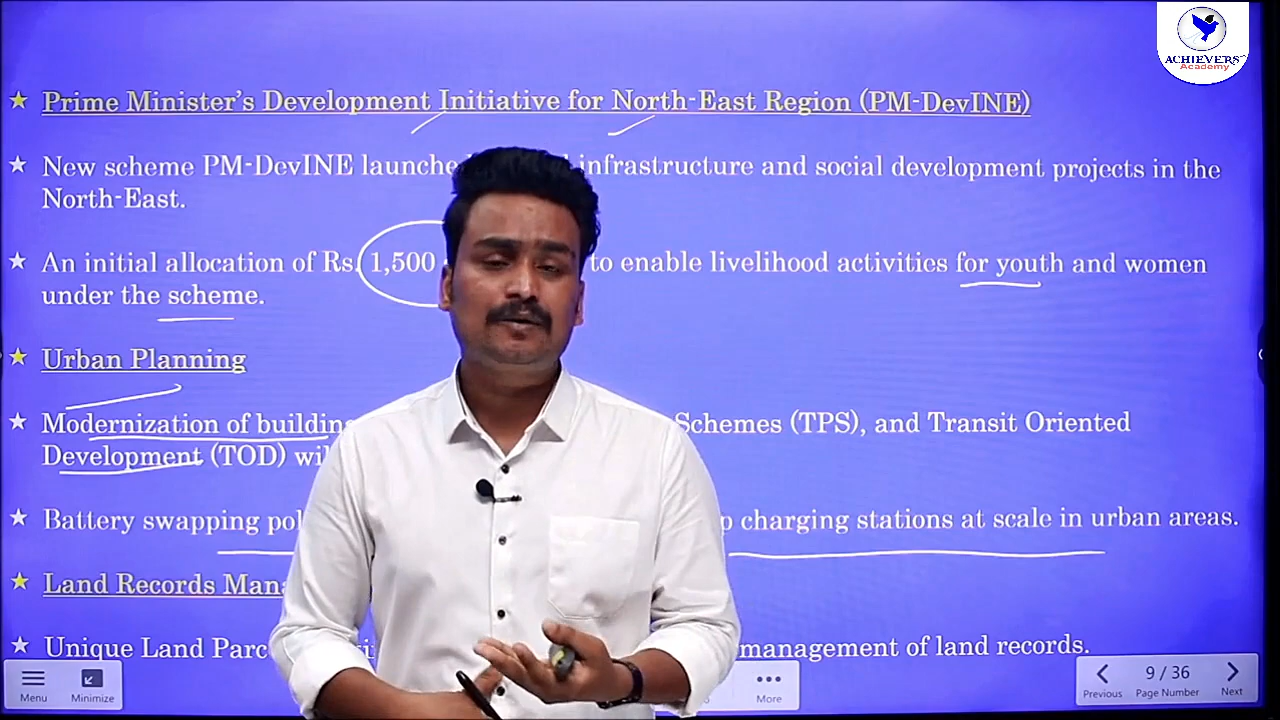 ACHIEVERS
Academy
Prime Minister's Development Initiative for North-East Region (PM-DevINE)
New scheme PM-DevINE launche infrastructure and social development projects in the
North-East.
An initial allocation of Rs. 1,500 to enable livelihood activities for youth and women
under the scheme.
Urban Planning
Modernization of building Schemes (TPS), and Transit Oriented
Development (TOD) wil
Battery swapping pol charging stations at scale in urban areas.
Land Records Mana
Unique Land Parc management of land records.
Menu
Minimize
More
Previous
9 / 36
Page Number
Next